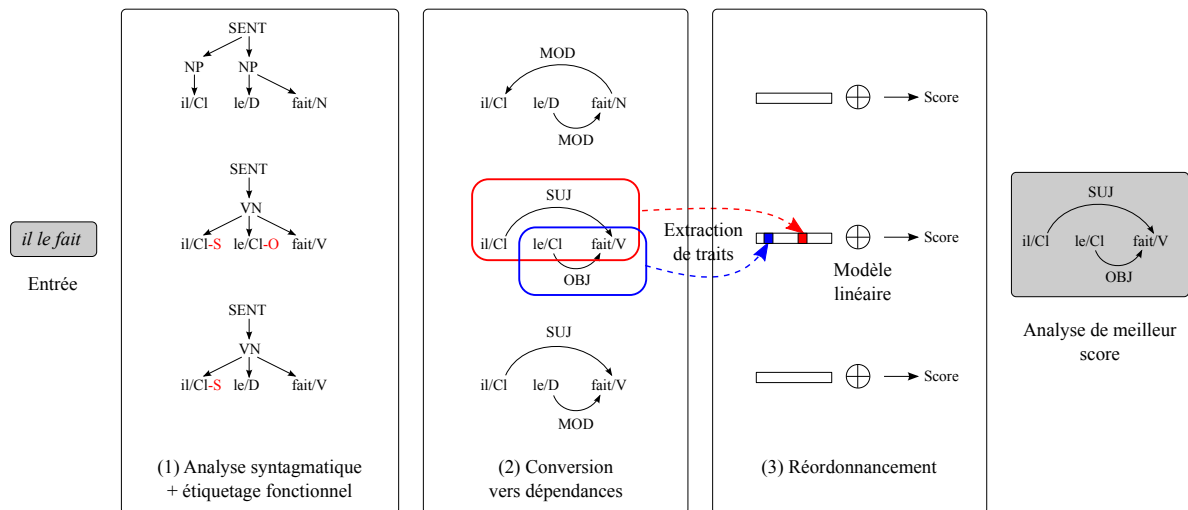 il le fait
Entrée
SENT
NP NP
il/Cl le/D fait/N
SENT
VN
il/Cl-S le/Cl-O fait/V
SENT
VN
il/Cl-S le/D fait/V
(1) Analyse syntagmatique
+ étiquetage fonctionnel
MOD
il/Cl le/D fait/N
MOD
SUJ
il/Cl le/Cl fait/V
OBJ
SUJ
il/Cl le/D fait/V
MOD
(2) Conversion
vers dépendances
Extraction
de traits
Score
Score
Modèle
linéaire
Score
(3) Réordonnancement
SUJ
il/Cl le/Cl fait/V
OBJ
Analyse de meilleur
score